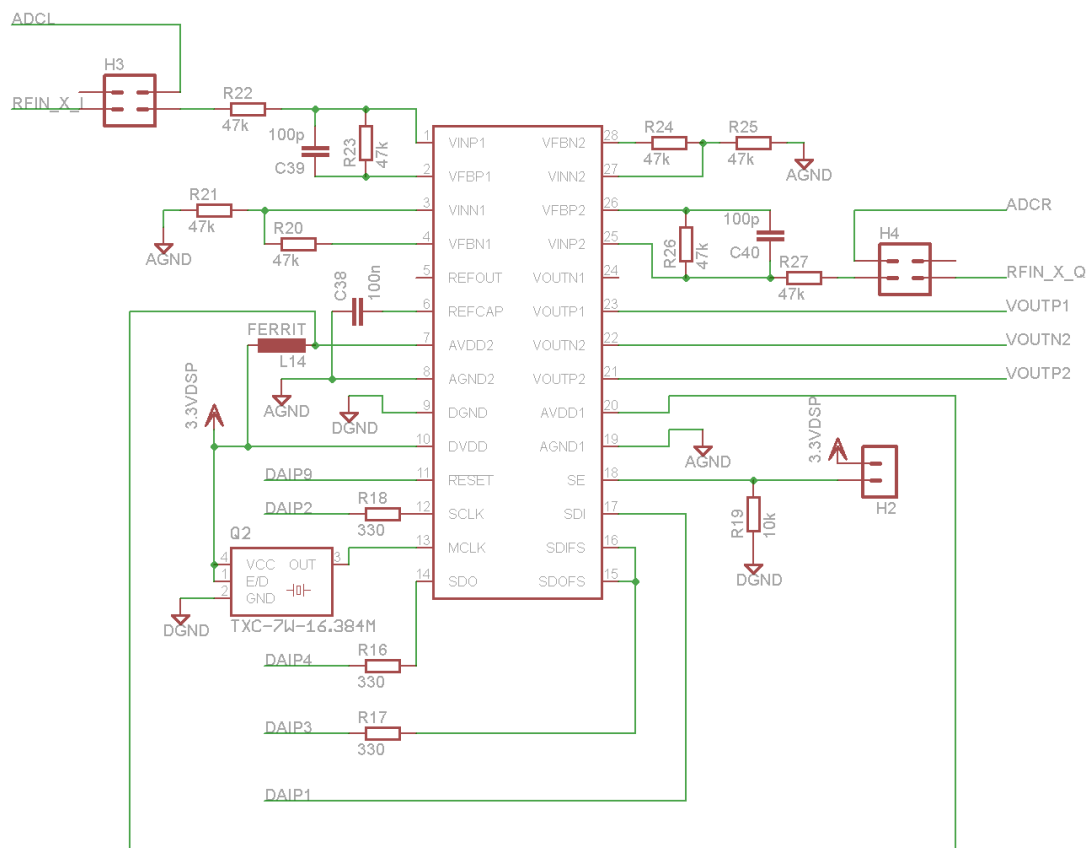 ADCL
H3
RFIN_X_I
R22
47k
100p
C39
R23
47k
R21
47k
AGND
R20
47k
C38
100n
FERRIT
L14
3.3VDSP
AGND
DGND
DAIP9
DAIP2
R18
330
Q2
4 VCC OUT 3
1 E/D
2 GND
TXC-7W-16.384M
DGND
DAIP4
R16
330
DAIP3
R17
330
DAIP1
1 VINP1 VFBN2 28
2 VFBP1 VINN2 27
3 VINN1 VFBP2 26
4 VFBN1 VINP2 25
5 REFOUT VOUTN1 24
6 REFCAP VOUTP1 23
7 AVDD2 VOUTN2 22
8 AGND2 VOUTP2 21
9 DGND AVDD1 20
10 DVDD AGND1 19
11 RESET SE 18
12 SCLK SDI 17
13 MCLK SDIFS 16
14 SDO SDOFS 15
R24
47k
R25
47k
AGND
ADCR
100p
C40
R26
47k
H4
R27
47k
RFIN_X_Q
VOUTP1
VOUTN2
VOUTP2
AGND
3.3VDSP
H2
R19
10k
DGND